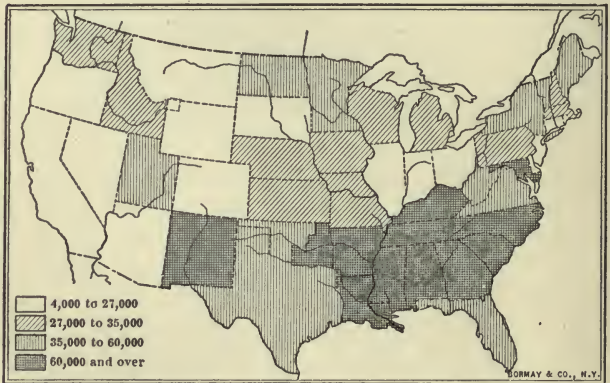 4,000 to 27,000
27,000 to 35,000
35,000 to 60,000
60,000 and over
BORMAY & CO., N.Y.